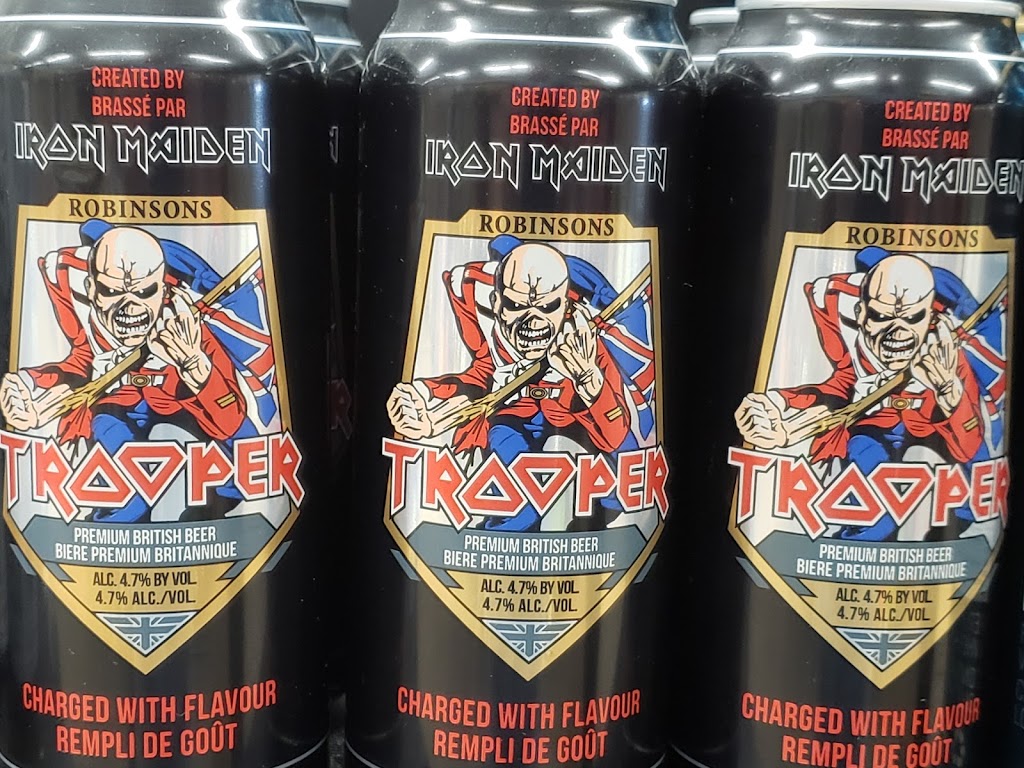 CREATED BY
BRASSÉ PAR
IRON MAIDEN
ROBINSONS
TROOPER
PREMIUM BRITISH BEER
BIERE PREMIUM BRITANNIQUE
ALC. 4.7% BY VOL.
4.7% ALC./VOL.
CHARGED WITH FLAVOUR
REMPLI DE GOÛT
CREATED BY
BRASSÉ PAR
IRON MAIDEN
ROBINSONS
TROOPER
PREMIUM BRITISH BEER
BIERE PREMIUM BRITANNIQUE
ALC. 4.7% BY VOL.
4.7% ALC./VOL.
CHARGED WITH FLAVOUR
REMPLI DE GOÛT
CREATED BY
BRASSÉ PAR
IRON MAIDEN
ROBINSONS
TROOPER
PREMIUM BRITISH BEER
BIERE PREMIUM BRITANNIQUE
ALC. 4.7% BY VOL.
4.7% ALC./VOL.
CHARGED WITH FLAVOUR
REMPLI DE GOÛT